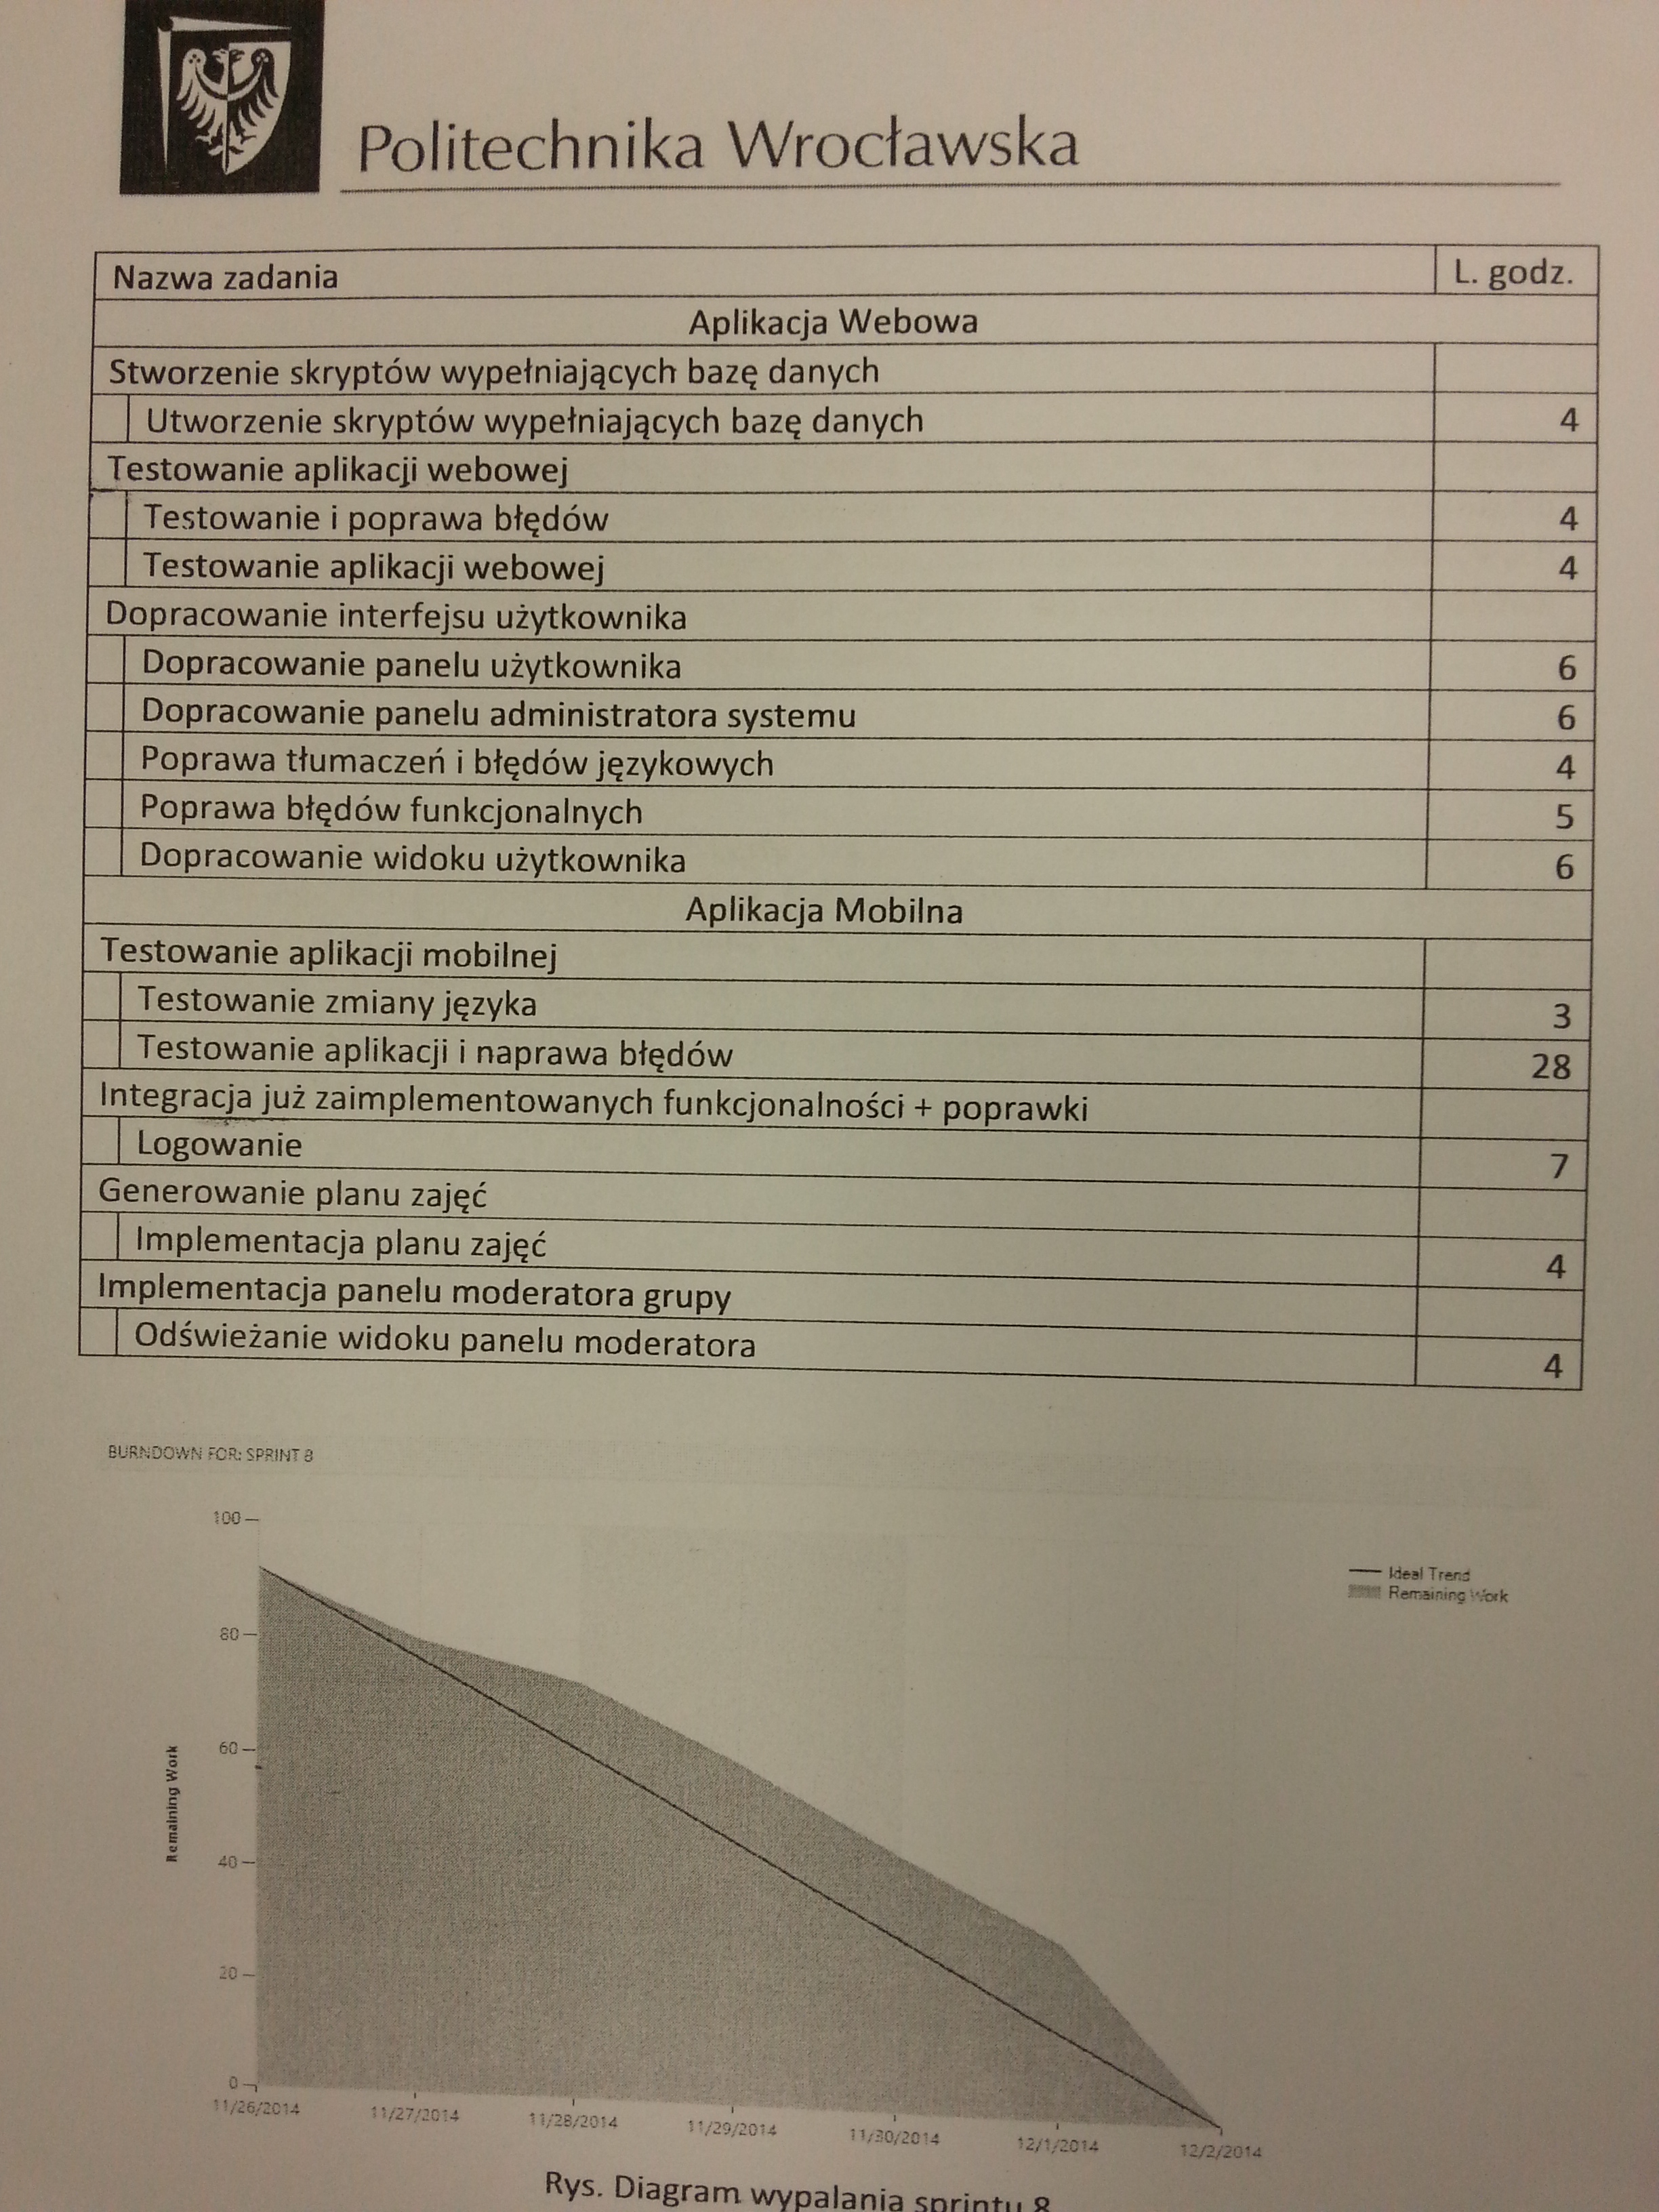 Politechnika Wrocławska
Nazwa zadania L. godz.
Aplikacja Webowa
Stworzenie skryptów wypełniających bazę danych
Utworzenie skryptów wypełniających bazę danych 4
Testowanie aplikacji webowej
Testowanie i poprawa błędów 4
Testowanie aplikacji webowej 4
Dopracowanie interfejsu użytkownika
Dopracowanie panelu użytkownika 6
Dopracowanie panelu administratora systemu 6
Poprawa tłumaczeń i błędów językowych 4
Poprawa błędów funkcjonalnych 5
Dopracowanie widoku użytkownika 6
Aplikacja Mobilna
Testowanie aplikacji mobilnej
Testowanie zmiany języka 3
Testowanie aplikacji i naprawa błędów 28
Integracja już zaimplementowanych funkcjonalności + poprawki
Logowanie 7
Generowanie planu zajęć
Implementacja planu zajęć 4
Implementacja panelu moderatora grupy
Odświeżanie widoku panelu moderatora 4
BURNDOWN FOR: SPRINT 8
100
Ideal Trend
Remaining Work
80
60
Remaining Work
40
20
0
11/26/2014 11/27/2014 11/28/2014 11/29/2014 11/30/2014 12/1/2014 12/2/2014
Rys. Diagram wypalania sprintu 8